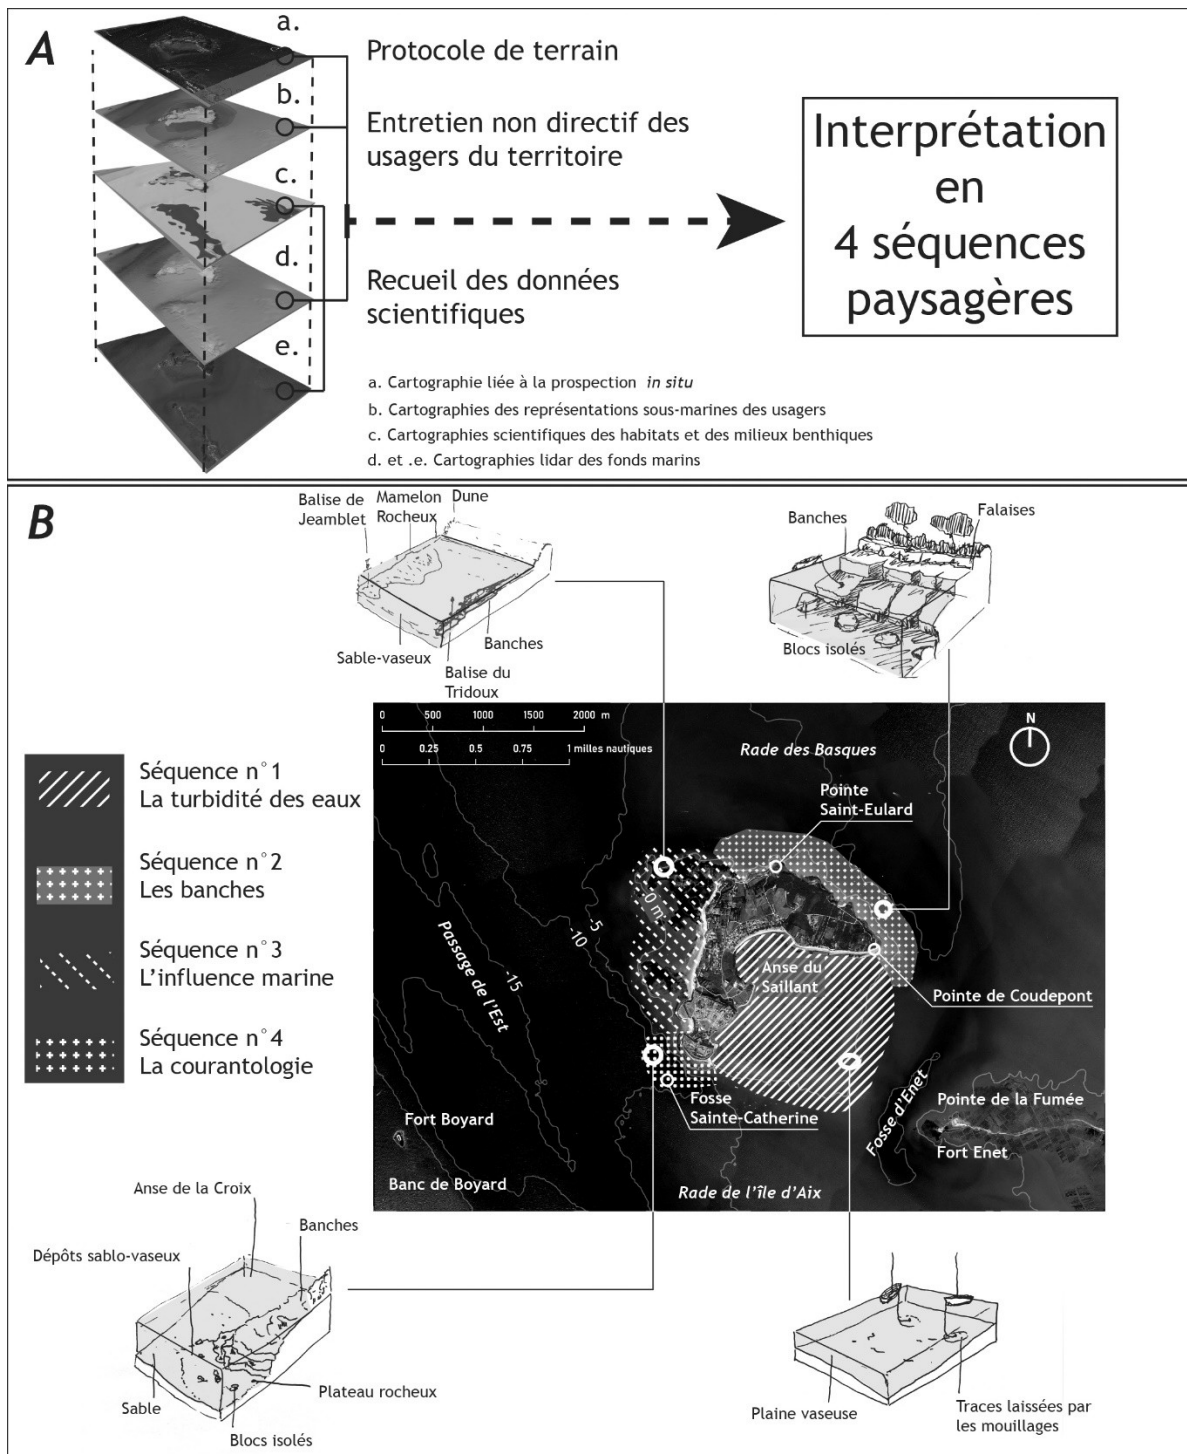 A
a.
b.
c.
d.
e.
Protocole de terrain
Entretien non directif des
usagers du territoire
Recueil des données
scientifiques
Interprétation
en
4 séquences
paysagères
a. Cartographie liée à la prospection in situ
b. Cartographies des représentations sous-marines des usagers
c. Cartographies scientifiques des habitats et des milieux benthiques
d. et .e. Cartographies lidar des fonds marins
B
Balise de
Jeamblet
Mamelon
Rocheux
Dune
Sable-vaseux
Banches
Balise du
Tridoux
Banches
Falaises
Blocs isolés
Séquence n°1
La turbidité des eaux
Séquence n°2
Les banches
Séquence n°3
L'influence marine
Séquence n°4
La courantologie
0 500 1000 1500 2000 m
0 0.25 0.5 0.75 1 milles nautiques
N
Rade des Basques
Pointe
Saint-Eulard
0 m
-5
-10
-15
Passage de l'Est
Anse du
Saillant
Pointe de Coudepont
Fosse
Sainte-Catherine
Fosse d'Enet
Pointe de la Fumée
Fort Enet
Fort Boyard
Banc de Boyard
Rade de l'île d'Aix
Anse de la Croix
Banches
Dépôts sablo-vaseux
Sable
Plateau rocheux
Blocs isolés
Plaine vaseuse
Traces laissées par
les mouillages